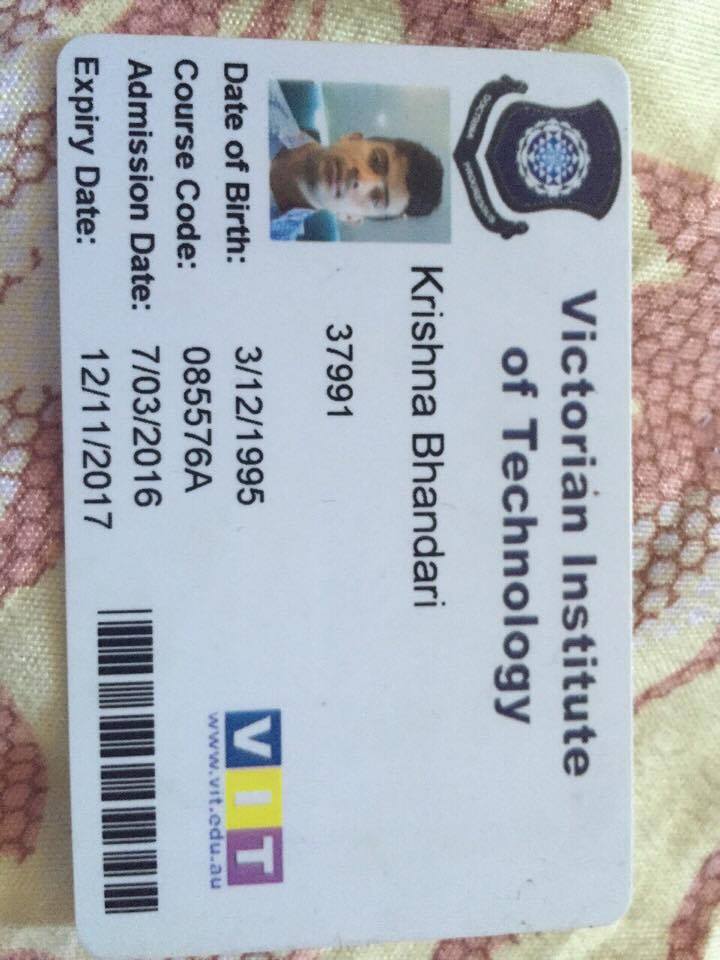 Victorian Institute
of Technology
Krishna Bhandari
37991
Date of Birth: 3/12/1995
Course Code: 085576A
Admission Date: 7/03/2016
Expiry Date: 12/11/2017
VIT
www.vit.edu.au